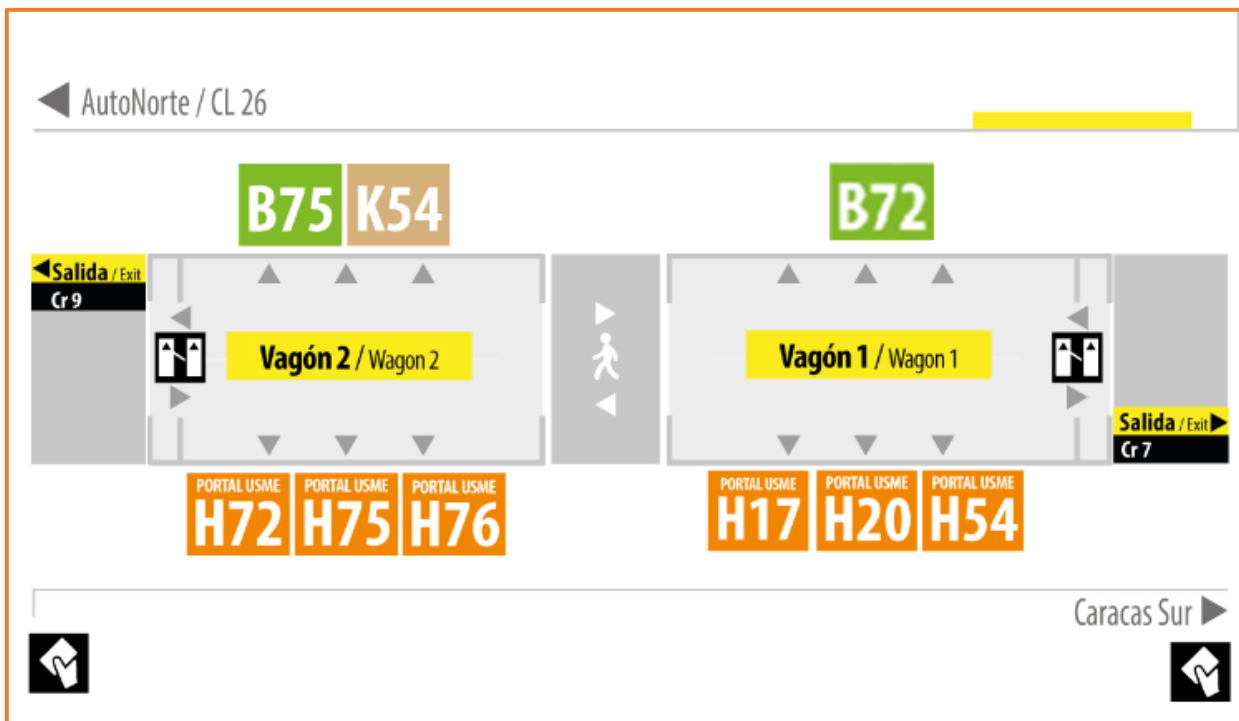 AutoNorte / CL 26
B75 K54
B72
Salida / Exit
Cr 9
Vagón 2 / Wagon 2
Vagón 1 / Wagon 1
Salida / Exit
Cr 7
PORTAL USME PORTAL USME PORTAL USME
H72 H75 H76
PORTAL USME PORTAL USME PORTAL USME
H17 H20 H54
Caracas Sur